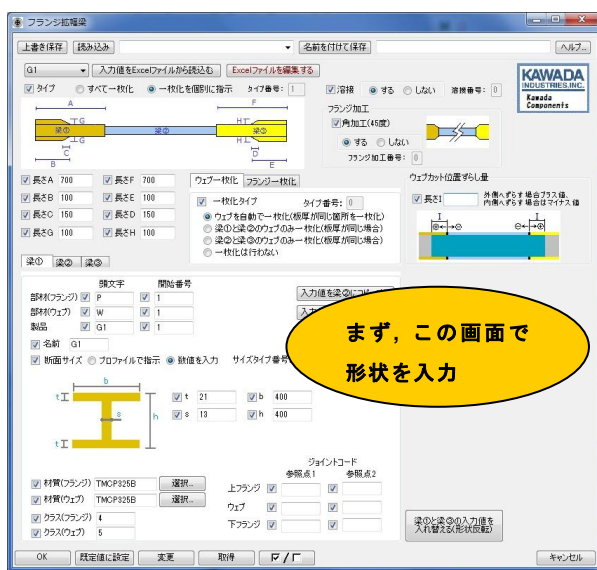 フランジ拡幅梁
上書き保存 読み込み 名前を付けて保存 ヘルプ...
G1 入力値をExcelファイルから読込む Excelファイルを編集する
タイプ すべて一枚化 一枚化を個別に指示 タイプ番号: 1
溶接 する しない 溶接番号: 0
KAWADA
INDUSTRIES,INC.
Kawada
Components
フランジ加工
角加工(45度)
する しない
フランジ加工番号: 0
A F
G H
梁① 梁② 梁③
G H
C D
B E
長さA 700 長さF 700
長さB 100 長さE 100
長さC 150 長さD 150
長さG 100 長さH 100
ウェブ一枚化 フランジ一枚化
一枚化タイプ タイプ番号: 0
ウェブを自動で一枚化(板厚が同じ箇所を一枚化)
梁①と梁②のウェブのみ一枚化(板厚が同じ場合)
梁②と梁③のウェブのみ一枚化(板厚が同じ場合)
一枚化は行わない
ウェブカット位置ずらし量
長さI 外側へずらす場合プラス値、
内側へずらす場合はマイナス値
I I
⊕ ⊖ ⊖ ⊕
梁① 梁② 梁③
頭文字 開始番号
部材(フランジ) P 1
部材(ウェブ) W 1
製品 G1 1
名前 G1
断面サイズ プロファイルで指示 数値を入力 サイズタイプ番号
b
t s h
t
t 21 b 400
s 13 h 400
まず,この画面で
形状を入力
材質(フランジ) TMCP325B 選択...
材質(ウェブ) TMCP325B 選択...
クラス(フランジ) 4
クラス(ウェブ) 5
ジョイントコード
参照点1 参照点2
上フランジ
ウェブ
下フランジ
梁①と梁③の入力値を
入れ替える(形状反転)
OK 既定値に設定 変更 取得 / キャンセル